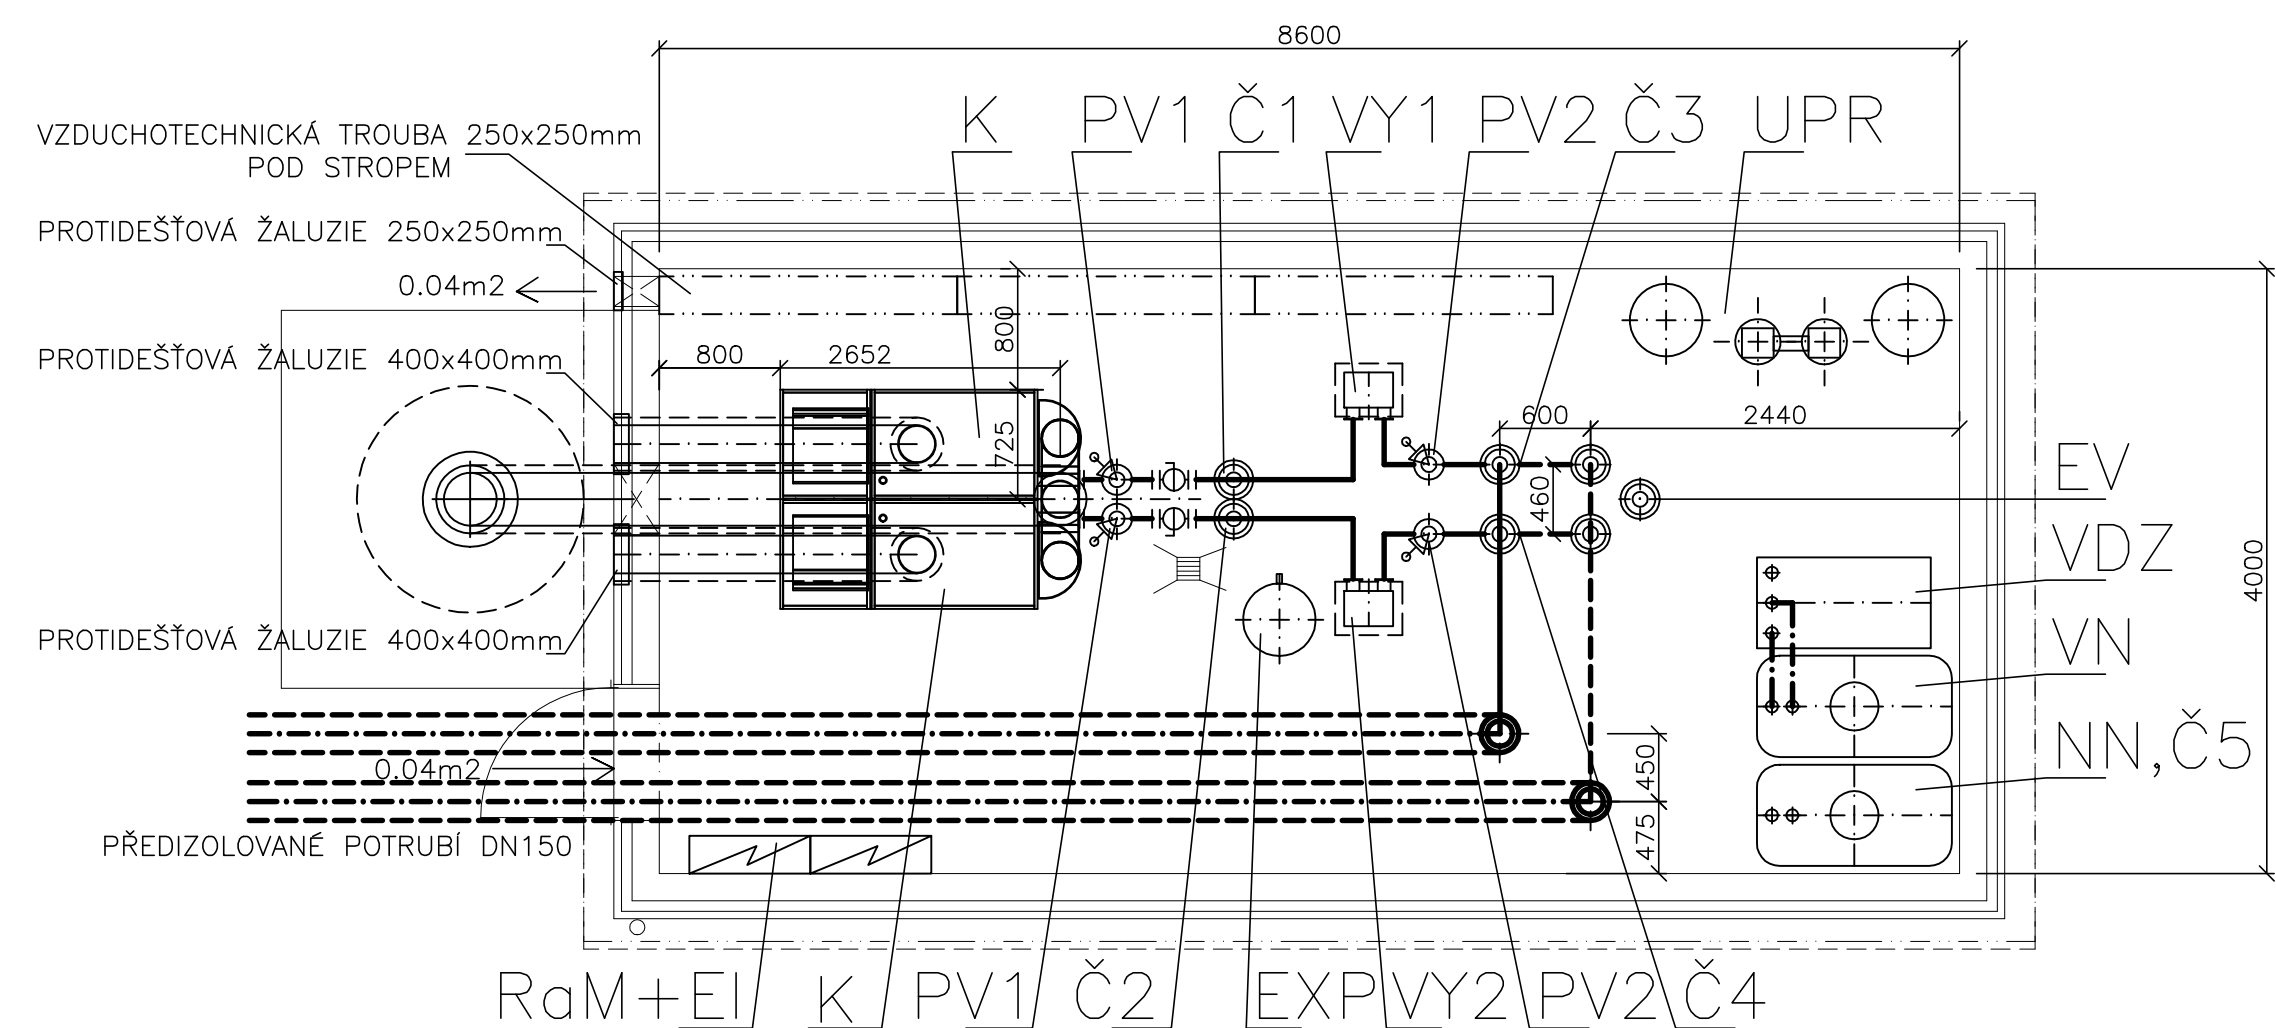 8600
K PV1 Č1 VY1 PV2 Č3 UPR
VZDUCHOTECHNICKÁ TROUBA 250x250mm
POD STROPEM
PROTIDEŠŤOVÁ ŽALUZIE 250x250mm
0.04m2
800
PROTIDEŠŤOVÁ ŽALUZIE 400x400mm
800 2652
600 2440
725
460
EV
VDZ
4000
PROTIDEŠŤOVÁ ŽALUZIE 400x400mm
VN
NN,Č5
0.04m2
450
475
PŘEDIZOLOVANÉ POTRUBÍ DN150
RaM+El K PV1 Č2 EXP VY2 PV2 Č4